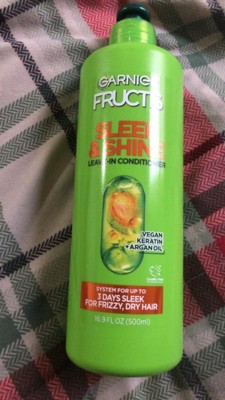 GARNIER
FRUCTIS
SLEEK
& SHINE
LEAVE-IN CONDITIONER
VEGAN
KERATIN
+ ARGAN OIL
SYSTEM FOR UP TO
3 DAYS SLEEK
FOR FRIZZY, DRY HAIR
16.9 FL OZ (500ml)